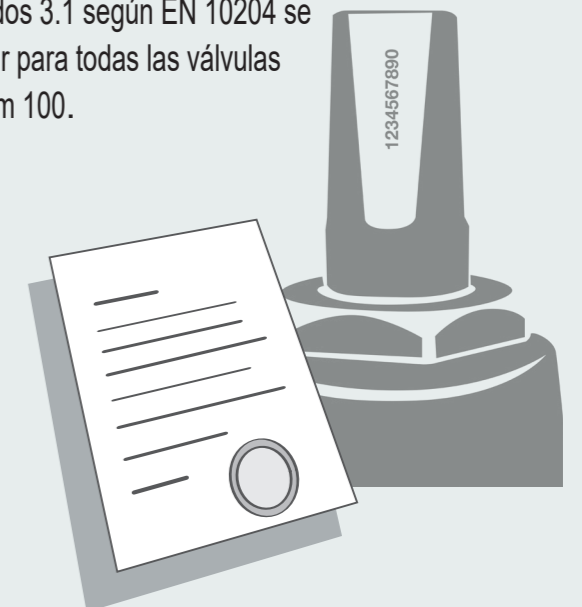 dos 3.1 según EN 10204 se
r para todas las válvulas
m 100.
1234567890